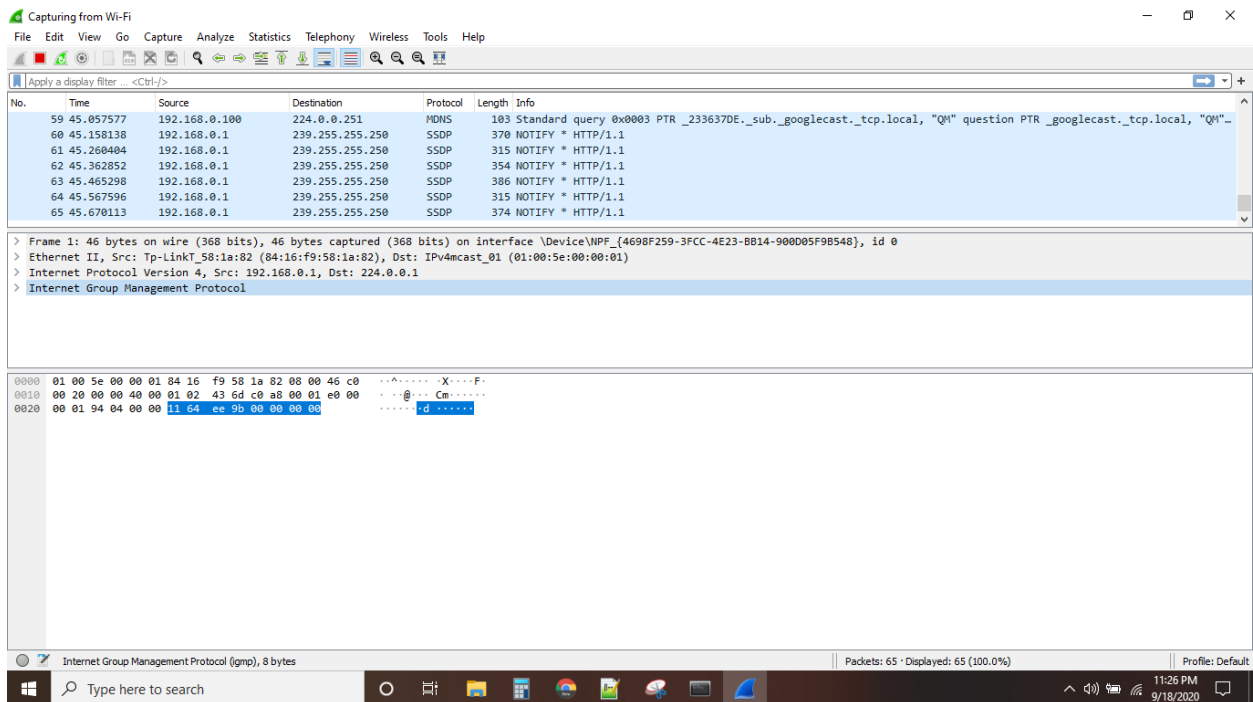 Capturing from Wi-Fi
File Edit View Go Capture Analyze Statistics Telephony Wireless Tools Help
Apply a display filter ... <Ctrl-/>
No. Time Source Destination Protocol Length Info
59 45.057577 192.168.0.100 224.0.0.251 MDNS 103 Standard query 0x0003 PTR _233637DE._sub._googlecast._tcp.local, "QM" question PTR _googlecast._tcp.local, "QM"…
60 45.158138 192.168.0.1 239.255.255.250 SSDP 370 NOTIFY * HTTP/1.1
61 45.260404 192.168.0.1 239.255.255.250 SSDP 315 NOTIFY * HTTP/1.1
62 45.362852 192.168.0.1 239.255.255.250 SSDP 354 NOTIFY * HTTP/1.1
63 45.465298 192.168.0.1 239.255.255.250 SSDP 386 NOTIFY * HTTP/1.1
64 45.567596 192.168.0.1 239.255.255.250 SSDP 315 NOTIFY * HTTP/1.1
65 45.670113 192.168.0.1 239.255.255.250 SSDP 374 NOTIFY * HTTP/1.1
> Frame 1: 46 bytes on wire (368 bits), 46 bytes captured (368 bits) on interface \Device\NPF_{4698F259-3FCC-4E23-BB14-900D05F9B548}, id 0
> Ethernet II, Src: Tp-LinkT_58:1a:82 (84:16:f9:58:1a:82), Dst: IPv4mcast_01 (01:00:5e:00:00:01)
> Internet Protocol Version 4, Src: 192.168.0.1, Dst: 224.0.0.1
> Internet Group Management Protocol
0000 01 00 5e 00 00 01 84 16 f9 58 1a 82 08 00 46 c0 ··^····· ·X····F·
0010 00 20 00 00 40 00 01 02 43 6d c0 a8 00 01 e0 00 · ··@··· Cm······
0020 00 01 94 04 00 00 11 64 ee 9b 00 00 00 00 ·······d ······
Internet Group Management Protocol (igmp), 8 bytes Packets: 65 · Displayed: 65 (100.0%) Profile: Default
Type here to search
11:26 PM
9/18/2020